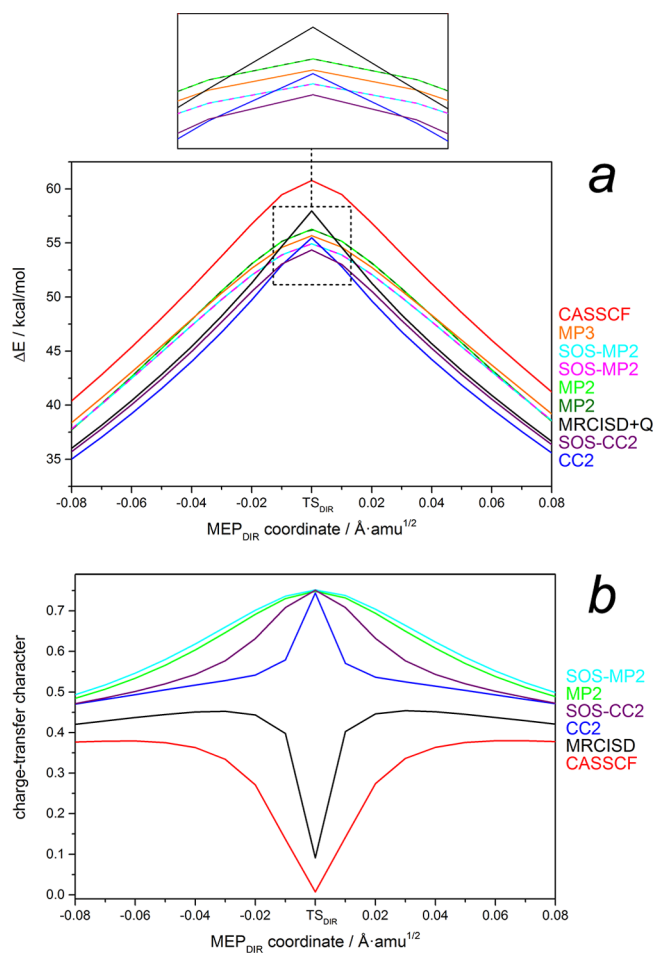 a
60
55
50
45
40
35
ΔE / kcal/mol
CASSCF
MP3
SOS-MP2
SOS-MP2
MP2
MP2
MRCISD+Q
SOS-CC2
CC2
-0.08 -0.06 -0.04 -0.02 TS_DIR 0.02 0.04 0.06 0.08
MEP_DIR coordinate / Å·amu^1/2
b
0.7
0.6
0.5
0.4
0.3
0.2
0.1
0.0
charge-transfer character
SOS-MP2
MP2
SOS-CC2
CC2
MRCISD
CASSCF
-0.08 -0.06 -0.04 -0.02 TS_DIR 0.02 0.04 0.06 0.08
MEP_DIR coordinate / Å·amu^1/2